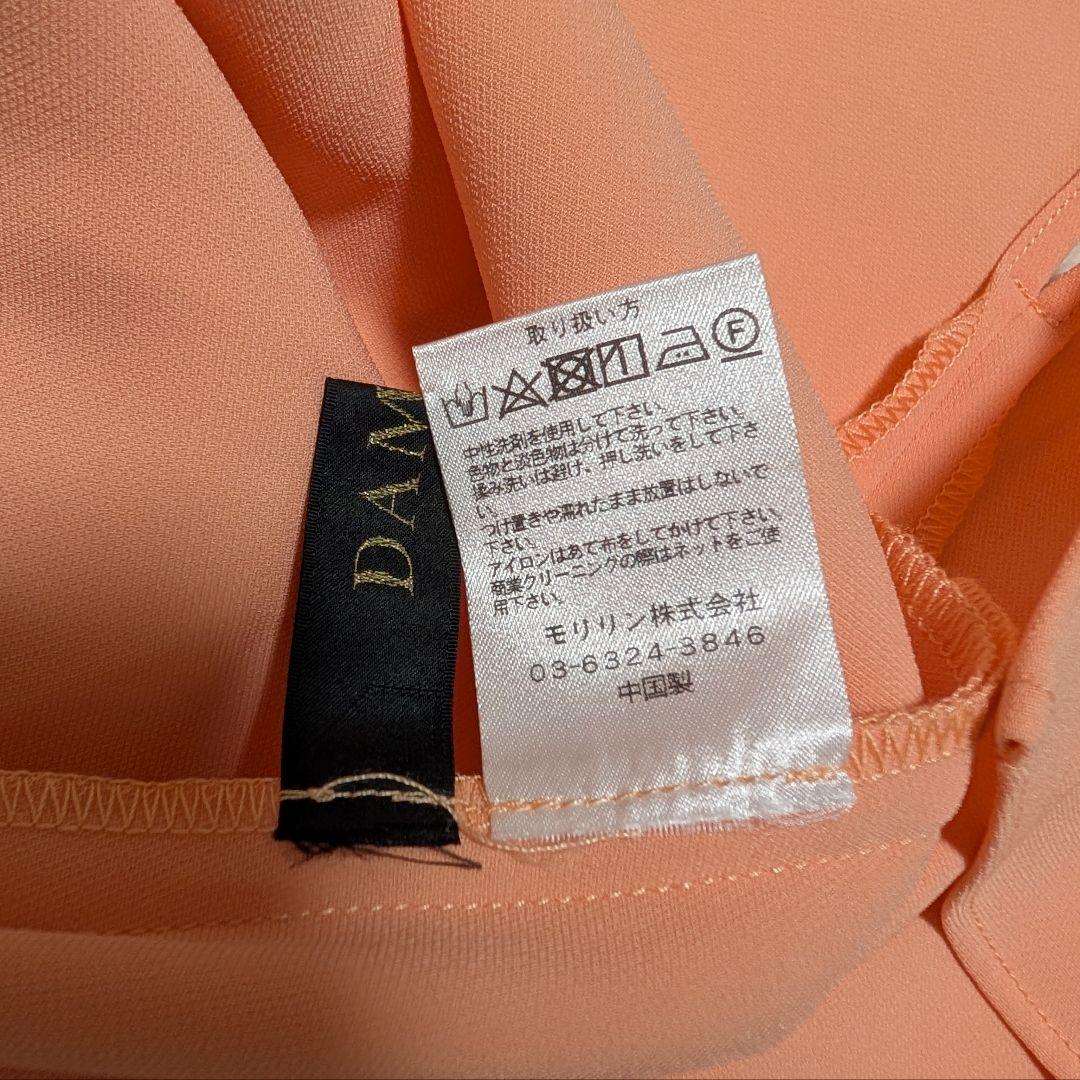 取り扱い方
中性洗剤を使用して下さい。
色物と淡色物は分けて洗って下さい。
柔み洗いは避け、押し洗いをして下さ
い。
つけ置きや濡れたまま放置はしないで
下さい。
アイロンはあて布をしてかけて下さい。
商業クリーニングの際はネットをご使
用下さい。
モリリン株式会社
03-6324-3846
中国製
DAM